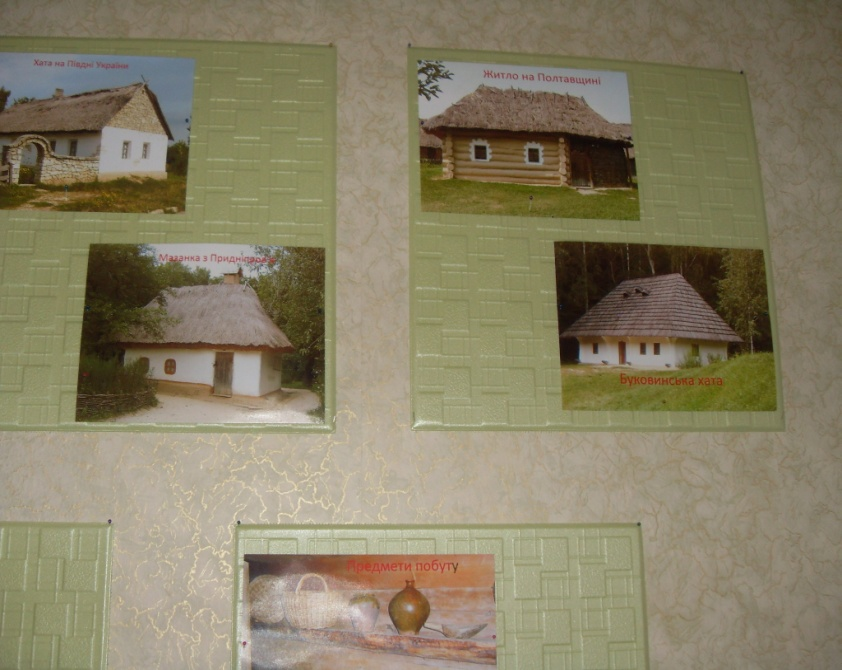 Хата на Півдні України
Житло на Полтавщині
Мазанка з Придніпров'я
Буковинська хата
Предмети побуту